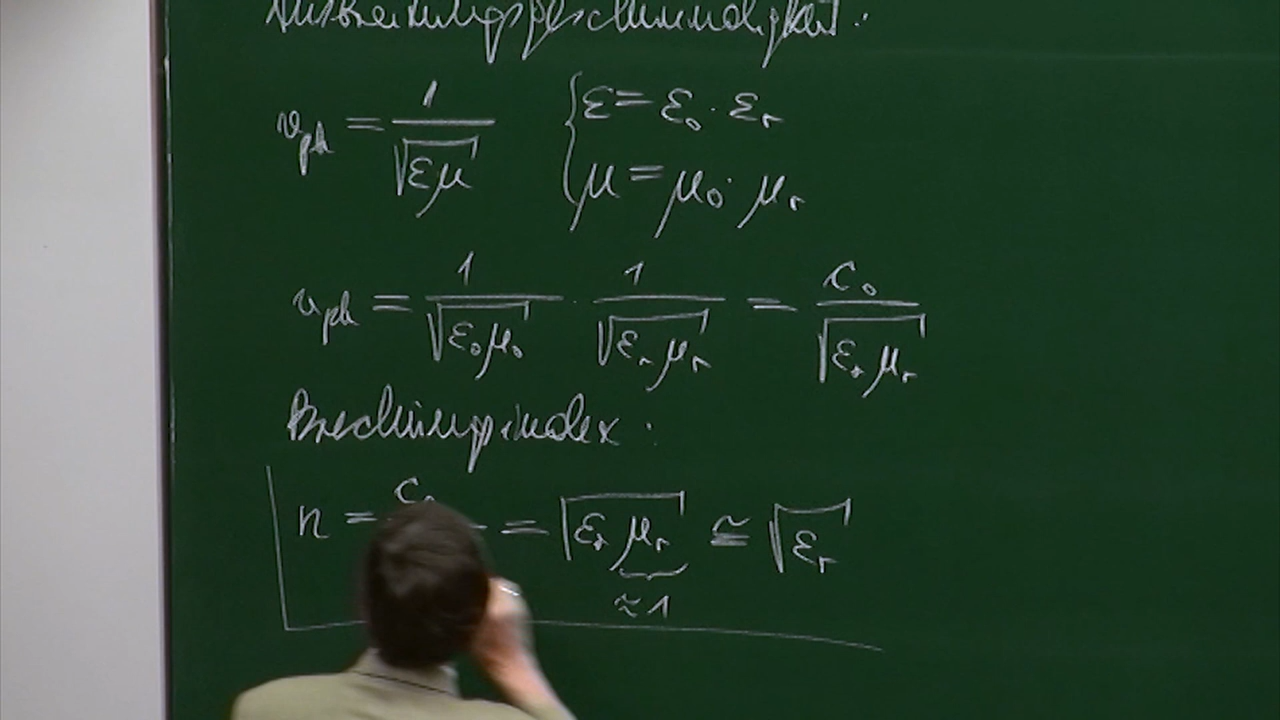 Ausbreitungsgeschwindigkeit:
v_ph = 1/√(εμ) { ε = ε₀ · ε_r
μ = μ₀ · μ_r
v_ph = 1/√(ε₀μ₀) · 1/√(ε_r μ_r) = c₀/√(ε_r μ_r)
Brechungsindex:
n = c₀ = √(ε_r μ_r) ≅ √ε_r
≈ 1